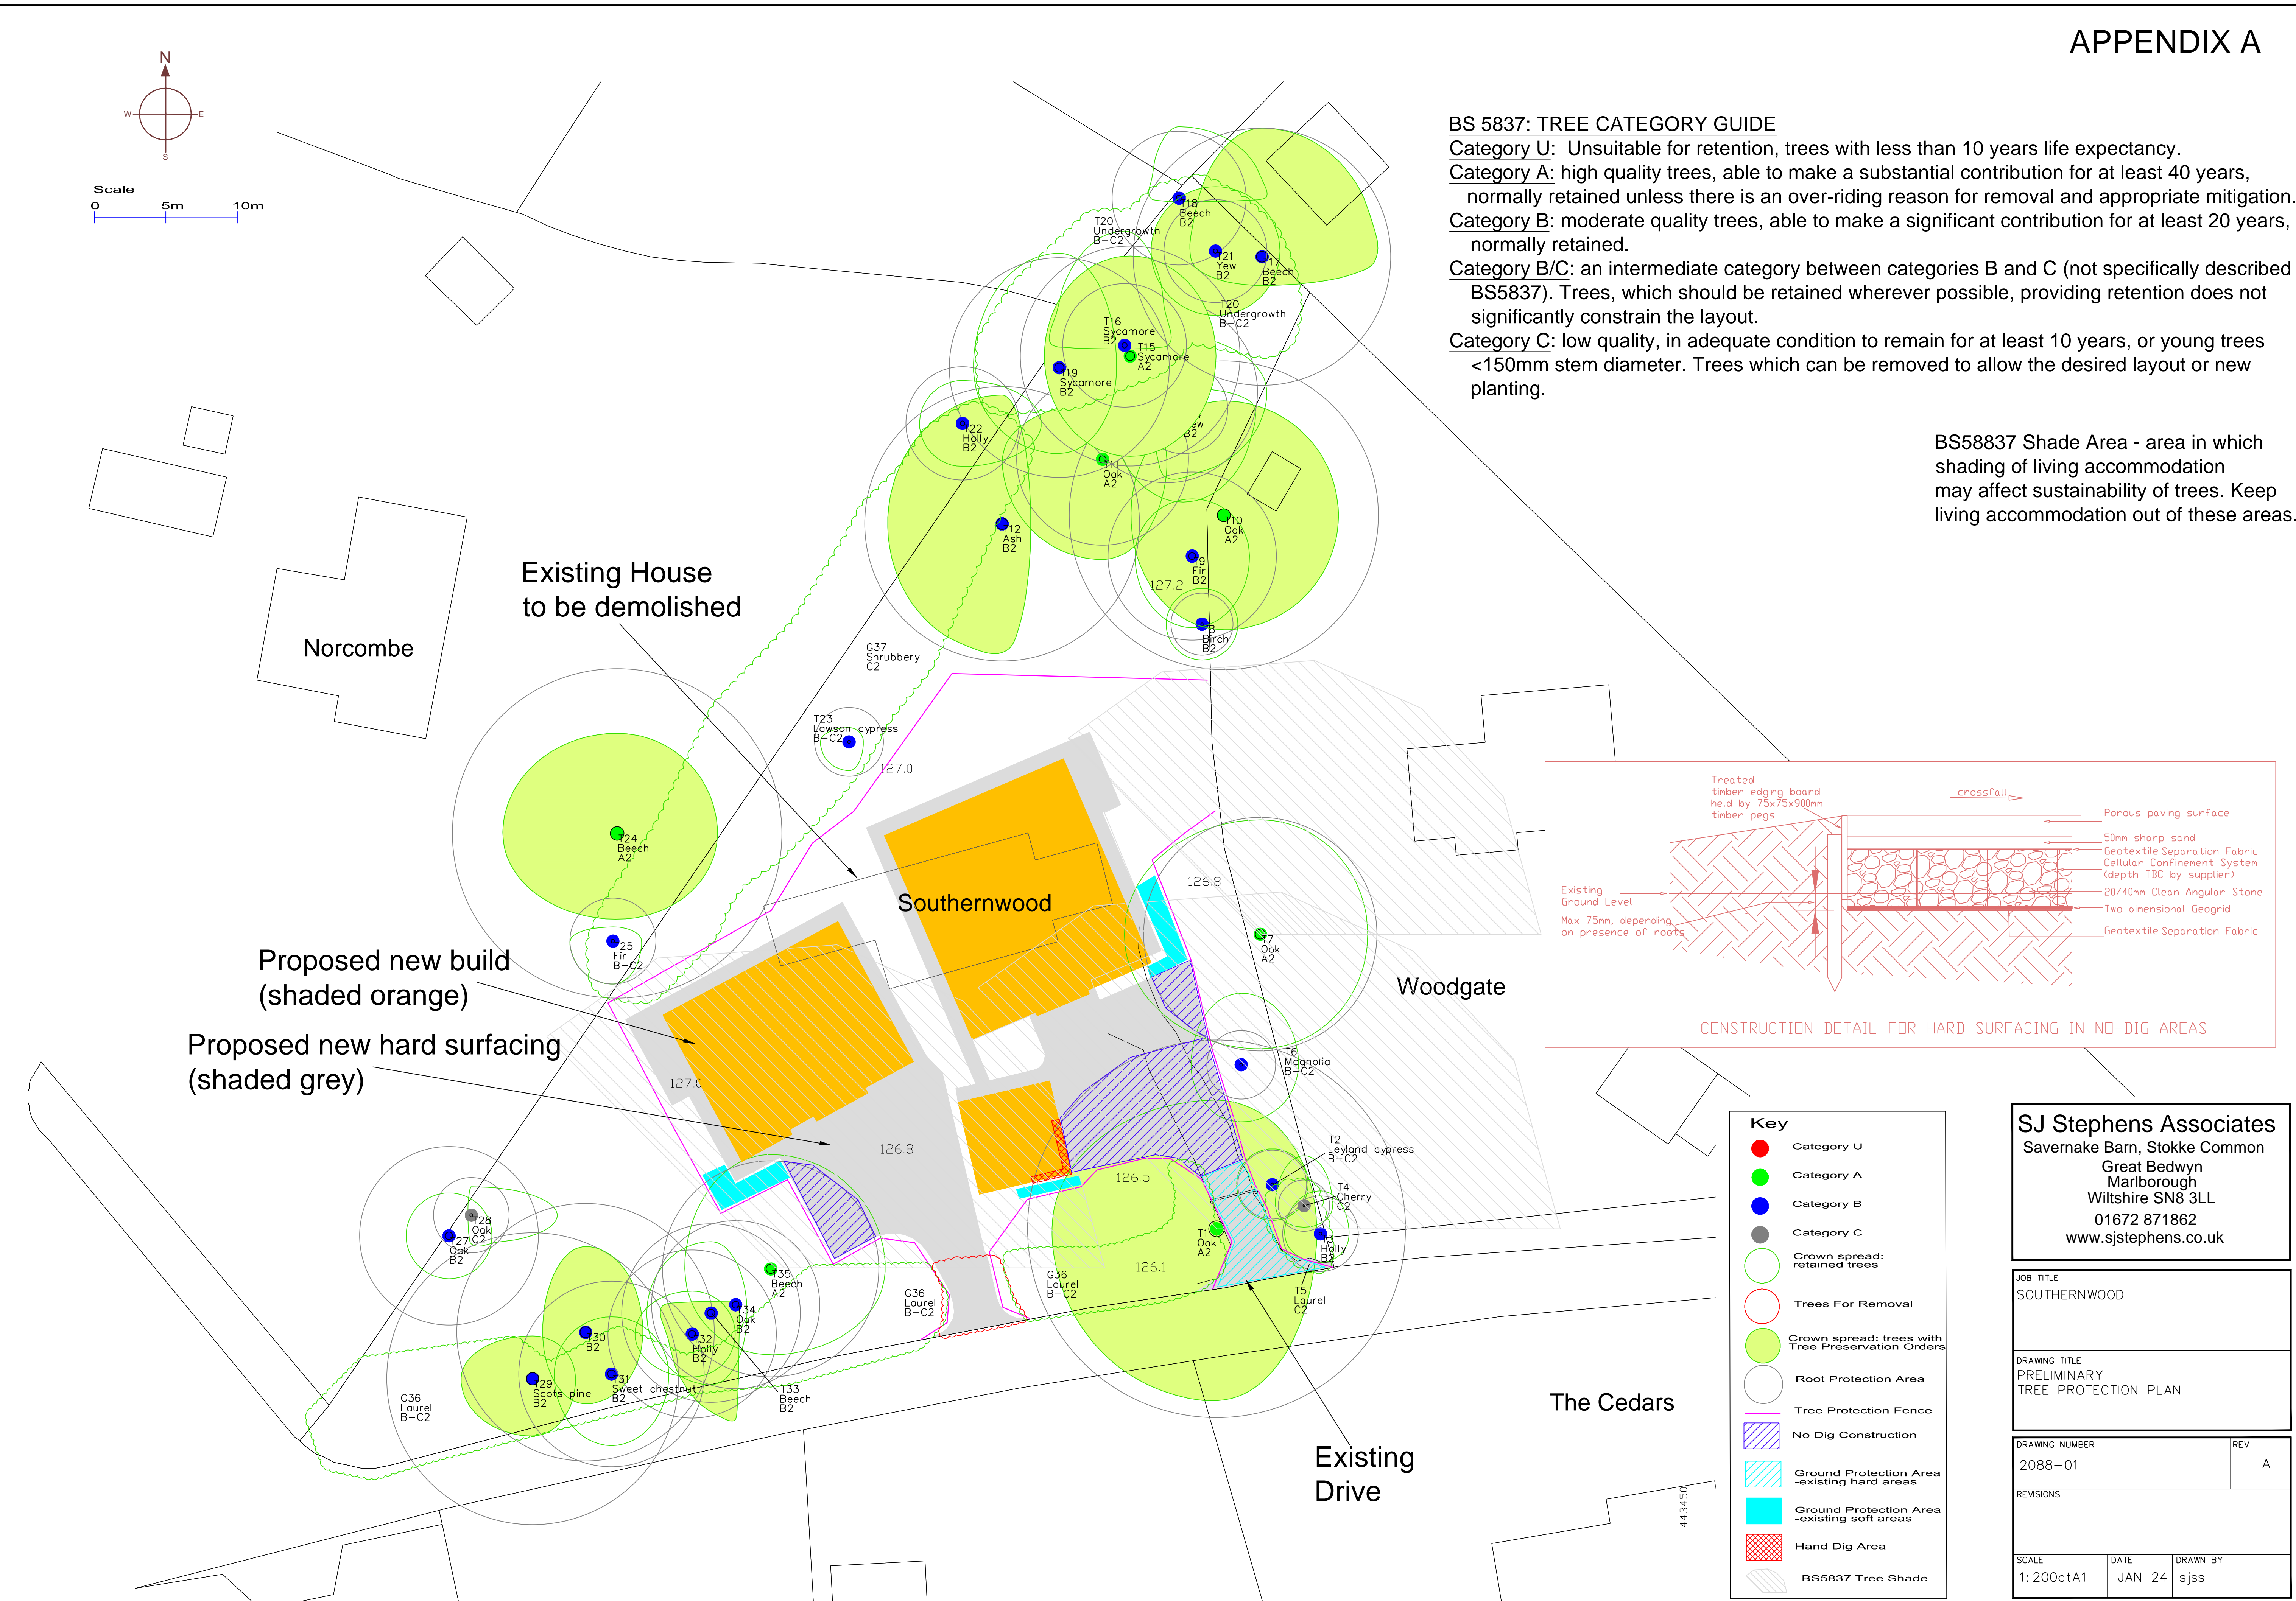 APPENDIX A
N
W
E
S
Scale
0 5m 10m
BS 5837: TREE CATEGORY GUIDE
Category U: Unsuitable for retention, trees with less than 10 years life expectancy.
Category A: high quality trees, able to make a substantial contribution for at least 40 years,
normally retained unless there is an over-riding reason for removal and appropriate mitigation.
Category B: moderate quality trees, able to make a significant contribution for at least 20 years,
normally retained.
Category B/C: an intermediate category between categories B and C (not specifically described
BS5837). Trees, which should be retained wherever possible, providing retention does not
significantly constrain the layout.
Category C: low quality, in adequate condition to remain for at least 10 years, or young trees
<150mm stem diameter. Trees which can be removed to allow the desired layout or new
planting.
BS58837 Shade Area - area in which
shading of living accommodation
may affect sustainability of trees. Keep
living accommodation out of these areas.
T18
Beech
B2
T20
Undergrowth
B-C2
T21
Yew
B2
T17
Beech
B2
T20
Undergrowth
B-C2
T16
Sycamore
B2
T15
Sycamore
A2
T19
Sycamore
B2
T22
Holly
B2
B2
T11
Oak
A2
T10
Oak
A2
T12
Ash
B2
T9
Fir
B2
127.2
T8
Birch
B2
Existing House
to be demolished
Norcombe
G37
Shrubbery
C2
T23
Lawson cypress
B-C2
127.0
T24
Beech
A2
Southernwood
126.8
T7
Oak
A2
T25
Fir
B-C2
Proposed new build
(shaded orange)
Woodgate
Proposed new hard surfacing
(shaded grey)
127.0
T6
Magnolia
B-C2
126.8
T2
Leyland cypress
B-C2
126.5
T4
Cherry
C2
T28
Oak
C2
T27
Oak
B2
T1
Oak
A2
T3
Holly
B2
T35
Beech
A2
126.1
G36
Laurel
B-C2
G36
Laurel
B-C2
T5
Laurel
C2
T34
Oak
B2
T30
B2
T32
Holly
B2
T29
Scots pine
B2
T31
Sweet chestnut
B2
T33
Beech
B2
G36
Laurel
B-C2
The Cedars
Existing
Drive
443450
Treated
timber edging board
held by 75x75x900mm
timber pegs.
crossfall
Porous paving surface
50mm sharp sand
Geotextile Separation Fabric
Cellular Confinement System
(depth TBC by supplier)
20/40mm Clean Angular Stone
Two dimensional Geogrid
Geotextile Separation Fabric
Existing
Ground Level
Max 75mm, depending
on presence of roots
CONSTRUCTION DETAIL FOR HARD SURFACING IN NO-DIG AREAS
Key
Category U
Category A
Category B
Category C
Crown spread:
retained trees
Trees For Removal
Crown spread: trees with
Tree Preservation Orders
Root Protection Area
Tree Protection Fence
No Dig Construction
Ground Protection Area
-existing hard areas
Ground Protection Area
-existing soft areas
Hand Dig Area
BS5837 Tree Shade
SJ Stephens Associates
Savernake Barn, Stokke Common
Great Bedwyn
Marlborough
Wiltshire SN8 3LL
01672 871862
www.sjstephens.co.uk
JOB TITLE
SOUTHERNWOOD
DRAWING TITLE
PRELIMINARY
TREE PROTECTION PLAN
DRAWING NUMBER
REV
2088-01
A
REVISIONS
SCALE
DATE
DRAWN BY
1:200atA1
JAN 24
sjss